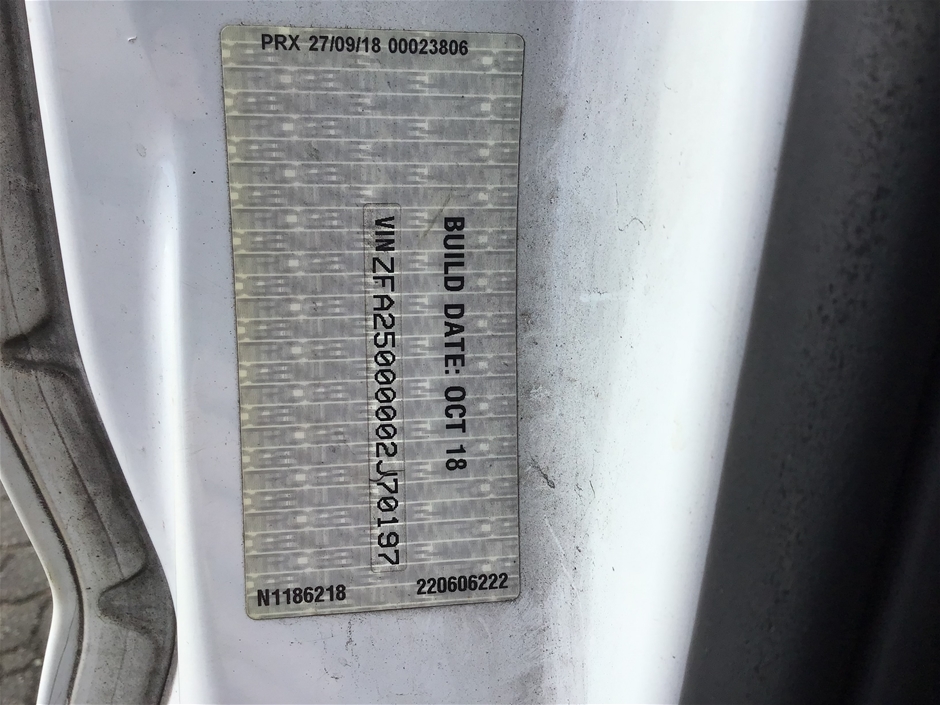 PRX 27/09/18 00023806
BUILD DATE: OCT 18
VIN ZFA25000002J70197
N1186218 220606222